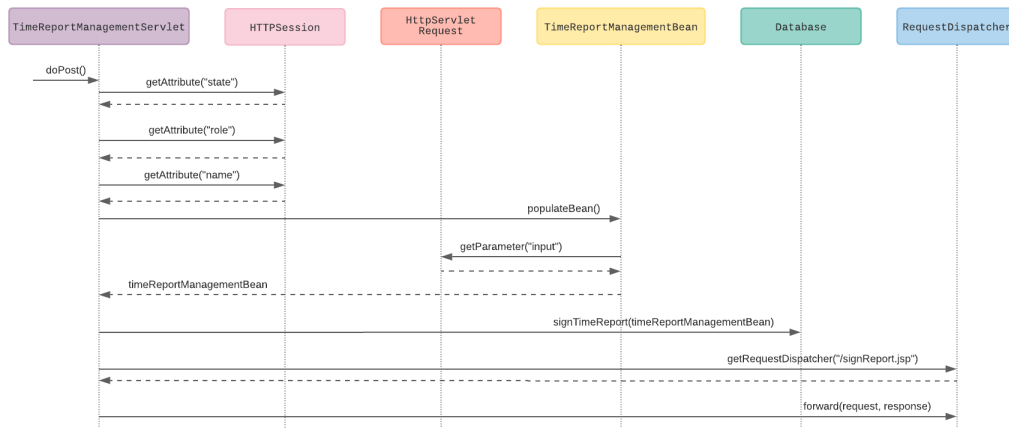 TimeReportManagementServlet
HTTPSession
HttpServlet
Request
TimeReportManagementBean
Database
RequestDispatcher
doPost()
getAttribute("state")
getAttribute("role")
getAttribute("name")
populateBean()
getParameter("input")
timeReportManagementBean
signTimeReport(timeReportManagementBean)
getRequestDispatcher("/signReport.jsp")
forward(request, response)